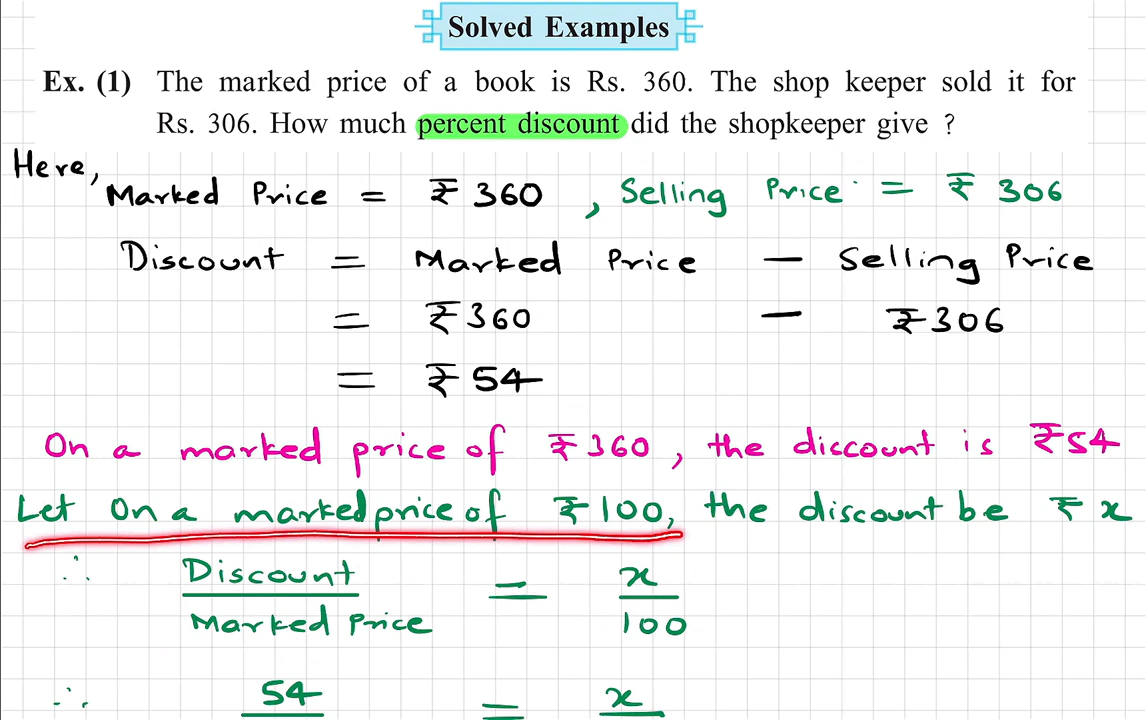 Solved Examples
Ex. (1) The marked price of a book is Rs. 360. The shop keeper sold it for
Rs. 306. How much percent discount did the shopkeeper give ?
Here,
Marked Price = ₹ 360 , Selling Price = ₹ 306
Discount = Marked Price - Selling Price
= ₹360 - ₹306
= ₹ 54
On a marked price of ₹360, the discount is ₹54
Let on a marked price of ₹100, the discount be ₹ x
∴ Discount / Marked Price = x / 100
∴ 54 = x